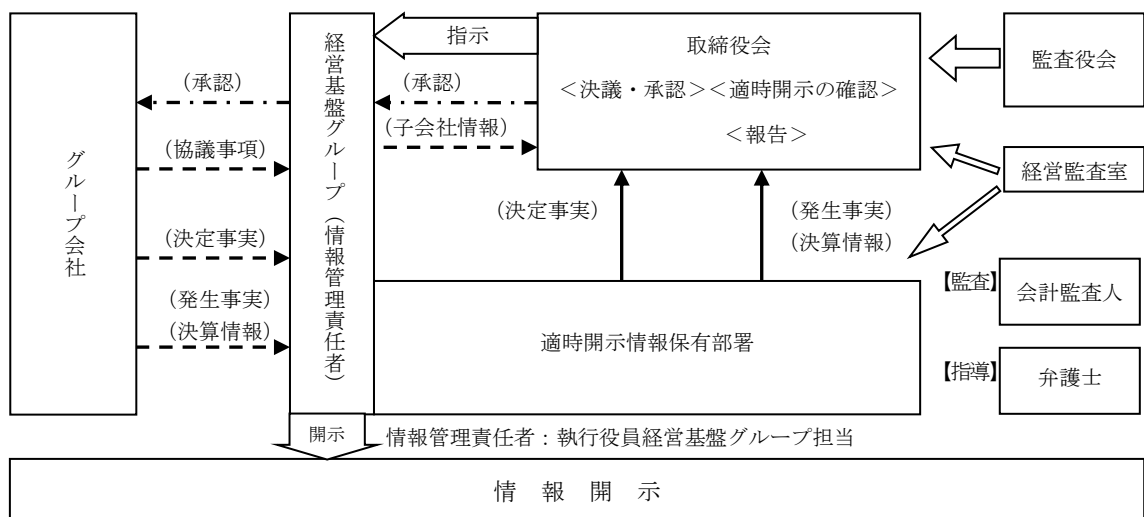 指示
取締役会
<決議・承認><適時開示の確認>
<報告>
監査役会
経営監査室
(承認)
(承認)
(子会社情報)
(協議事項)
(決定事実)
(発生事実)
(決算情報)
グループ会社
経営基盤グループ(情報管理責任者)
(決定事実)
(発生事実)
(決算情報)
適時開示情報保有部署
【監査】
会計監査人
【指導】
弁護士
開示
情報管理責任者:執行役員経営基盤グループ担当
情 報 開 示